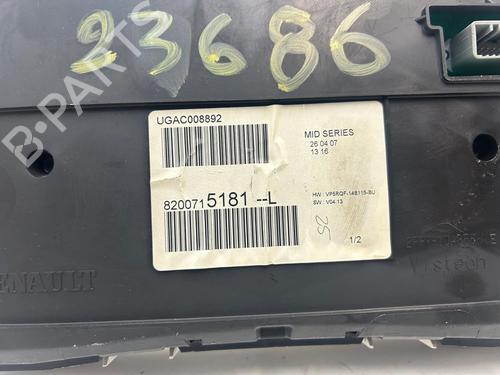 23686
B-PARTS
UGAC008892
MID SERIES
26 04 07
13 16
8200715181 --L
HW : VP5RQF-14B115-BU
SW : V04.13
25
1/2
Visteon
RENAULT